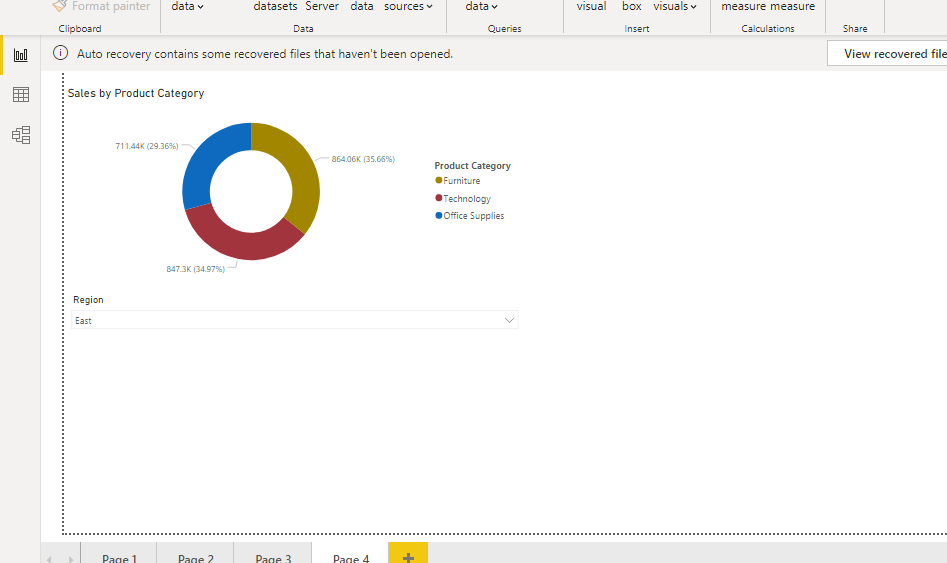 Format painter
data
datasets Server data sources
data
visual box visuals
measure measure
Clipboard
Data
Queries
Insert
Calculations
Share
Auto recovery contains some recovered files that haven't been opened.
View recovered file
Sales by Product Category
711.44K (29.36%)
864.06K (35.66%)
847.3K (34.97%)
Product Category
Furniture
Technology
Office Supplies
Region
East
Page 1
Page 2
Page 3
Page 4